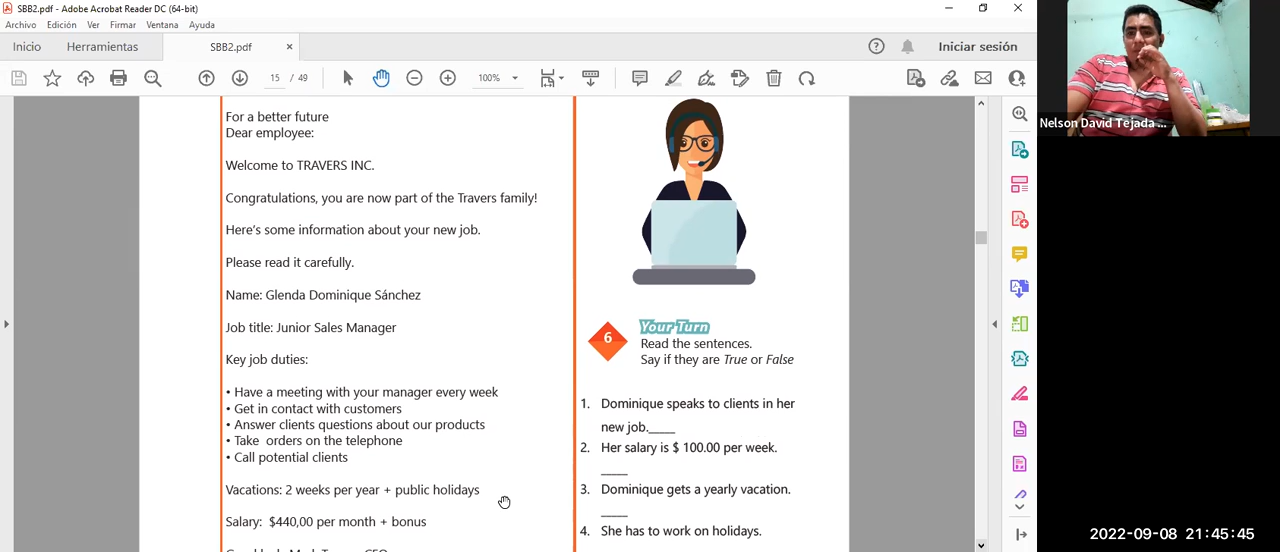 SBB2.pdf - Adobe Acrobat Reader DC (64-bit)
Archivo Edición Ver Firmar Ventana Ayuda
Inicio Herramientas SBB2.pdf × Iniciar sesión
15 / 49 100%
For a better future
Dear employee:
Welcome to TRAVERS INC.
Congratulations, you are now part of the Travers family!
Here's some information about your new job.
Please read it carefully.
Name: Glenda Dominique Sánchez
Job title: Junior Sales Manager
Key job duties:
• Have a meeting with your manager every week
• Get in contact with customers
• Answer clients questions about our products
• Take orders on the telephone
• Call potential clients
Vacations: 2 weeks per year + public holidays
Salary: $440,00 per month + bonus
6 Your Turn
Read the sentences.
Say if they are True or False
1. Dominique speaks to clients in her
new job._____
2. Her salary is $ 100.00 per week.
_____
3. Dominique gets a yearly vacation.
_____
4. She has to work on holidays.
Nelson David Tejada ...
2022-09-08 21:45:45